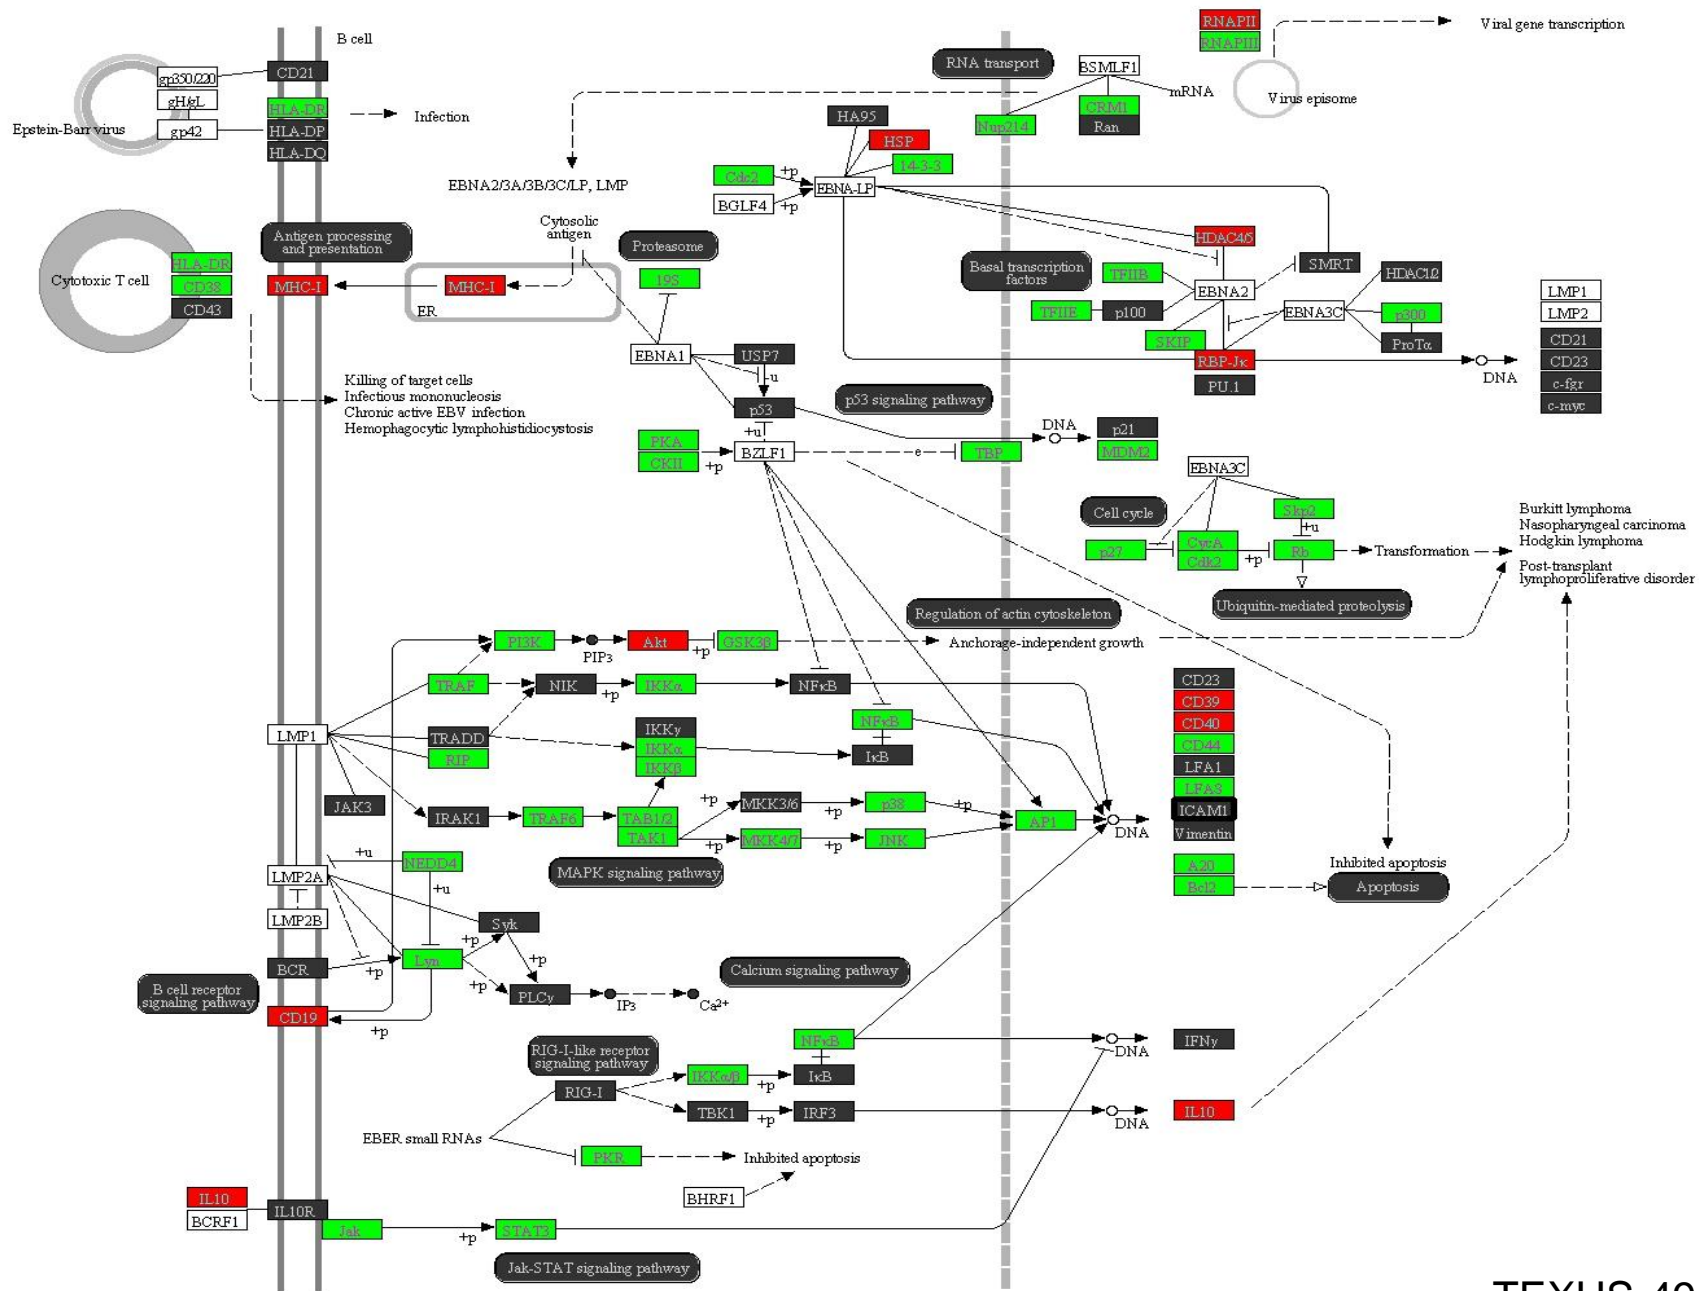 B cell
RNAPII
RNAPIII
Viral gene transcription
Virus episome
gp350/220
gH/gL
gp42
Epstein-Barr virus
CD21
HLA-DR
HLA-DP
HLA-DQ
Infection
RNA transport
BSMLF1
mRNA
CRM1
Ran
Nup214
HA95
HSP
14-3-3
Cdc2
+p
BGLF4
+p
EBNA-LP
EBNA2/3A/3B/3C/LP, LMP
Cytosolic
antigen
Proteasome
19S
Antigen processing
and presentation
Cytotoxic T cell
HLA-DR
CD38
CD43
MHC-I
MHC-I
ER
Killing of target cells
Infectious mononucleosis
Chronic active EBV infection
Hemophagocytic lymphohistidiocystosis
HDAC4/5
Basal transcription
factors
TFIIB
TFIIE
p100
SKIP
EBNA2
SMRT
HDAC1/2
EBNA3C
p300
ProTα
RBP-Jκ
PU.1
DNA
LMP1
LMP2
CD21
CD23
c-fgr
c-myc
EBNA1
USP7
-u
p53
+u
p53 signaling pathway
DNA
p21
MDM2
PKA
CKII
+p
BZLF1
e
TBP
EBNA3C
Cell cycle
Skp2
+u
p27
CycA
Cdk2
+p
Rb
Transformation
Ubiquitin-mediated proteolysis
Burkitt lymphoma
Nasopharyngeal carcinoma
Hodgkin lymphoma
Post-transplant
lymphoproliferative disorder
Regulation of actin cytoskeleton
Anchorage-independent growth
PI3K
PIP3
Akt
+p
GSK3β
TRAF
NIK
+p
IKKα
NFκB
LMP1
TRADD
RIP
IKKγ
IKKα
IKKβ
NFκB
IκB
JAK3
IRAK1
TRAF6
TAB1/2
TAK1
+p
MKK3/6
+p
p38
+p
+p
MKK4/7
+p
JNK
AP1
DNA
MAPK signaling pathway
CD23
CD39
CD40
CD44
LFA1
LFA3
ICAM1
Vimentin
A20
Bcl2
Inhibited apoptosis
Apoptosis
+u
NEDD4
+u
LMP2A
LMP2B
Syk
+p
+p
BCR
+p
Lyn
+p
PLCγ
IP3
Ca2+
Calcium signaling pathway
B cell receptor
signaling pathway
CD19
+p
RIG-I-like receptor
signaling pathway
RIG-I
IKKα/β
+p
NFκB
IκB
TBK1
+p
IRF3
DNA
IFNγ
DNA
IL10
EBER small RNAs
PKR
Inhibited apoptosis
BHRF1
IL10
BCRF1
IL10R
Jak
+p
STAT3
Jak-STAT signaling pathway